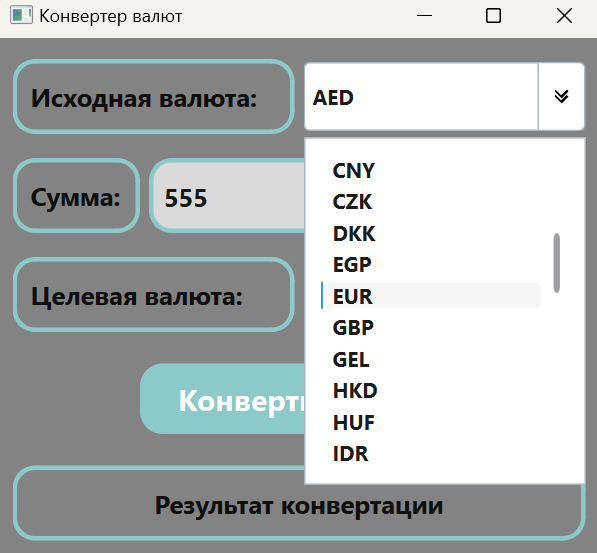 Конвертер валют
Исходная валюта:
AED
Сумма:
555
Целевая валюта:
CNY
CZK
DKK
EGP
EUR
GBP
GEL
HKD
HUF
IDR
Результат конвертации